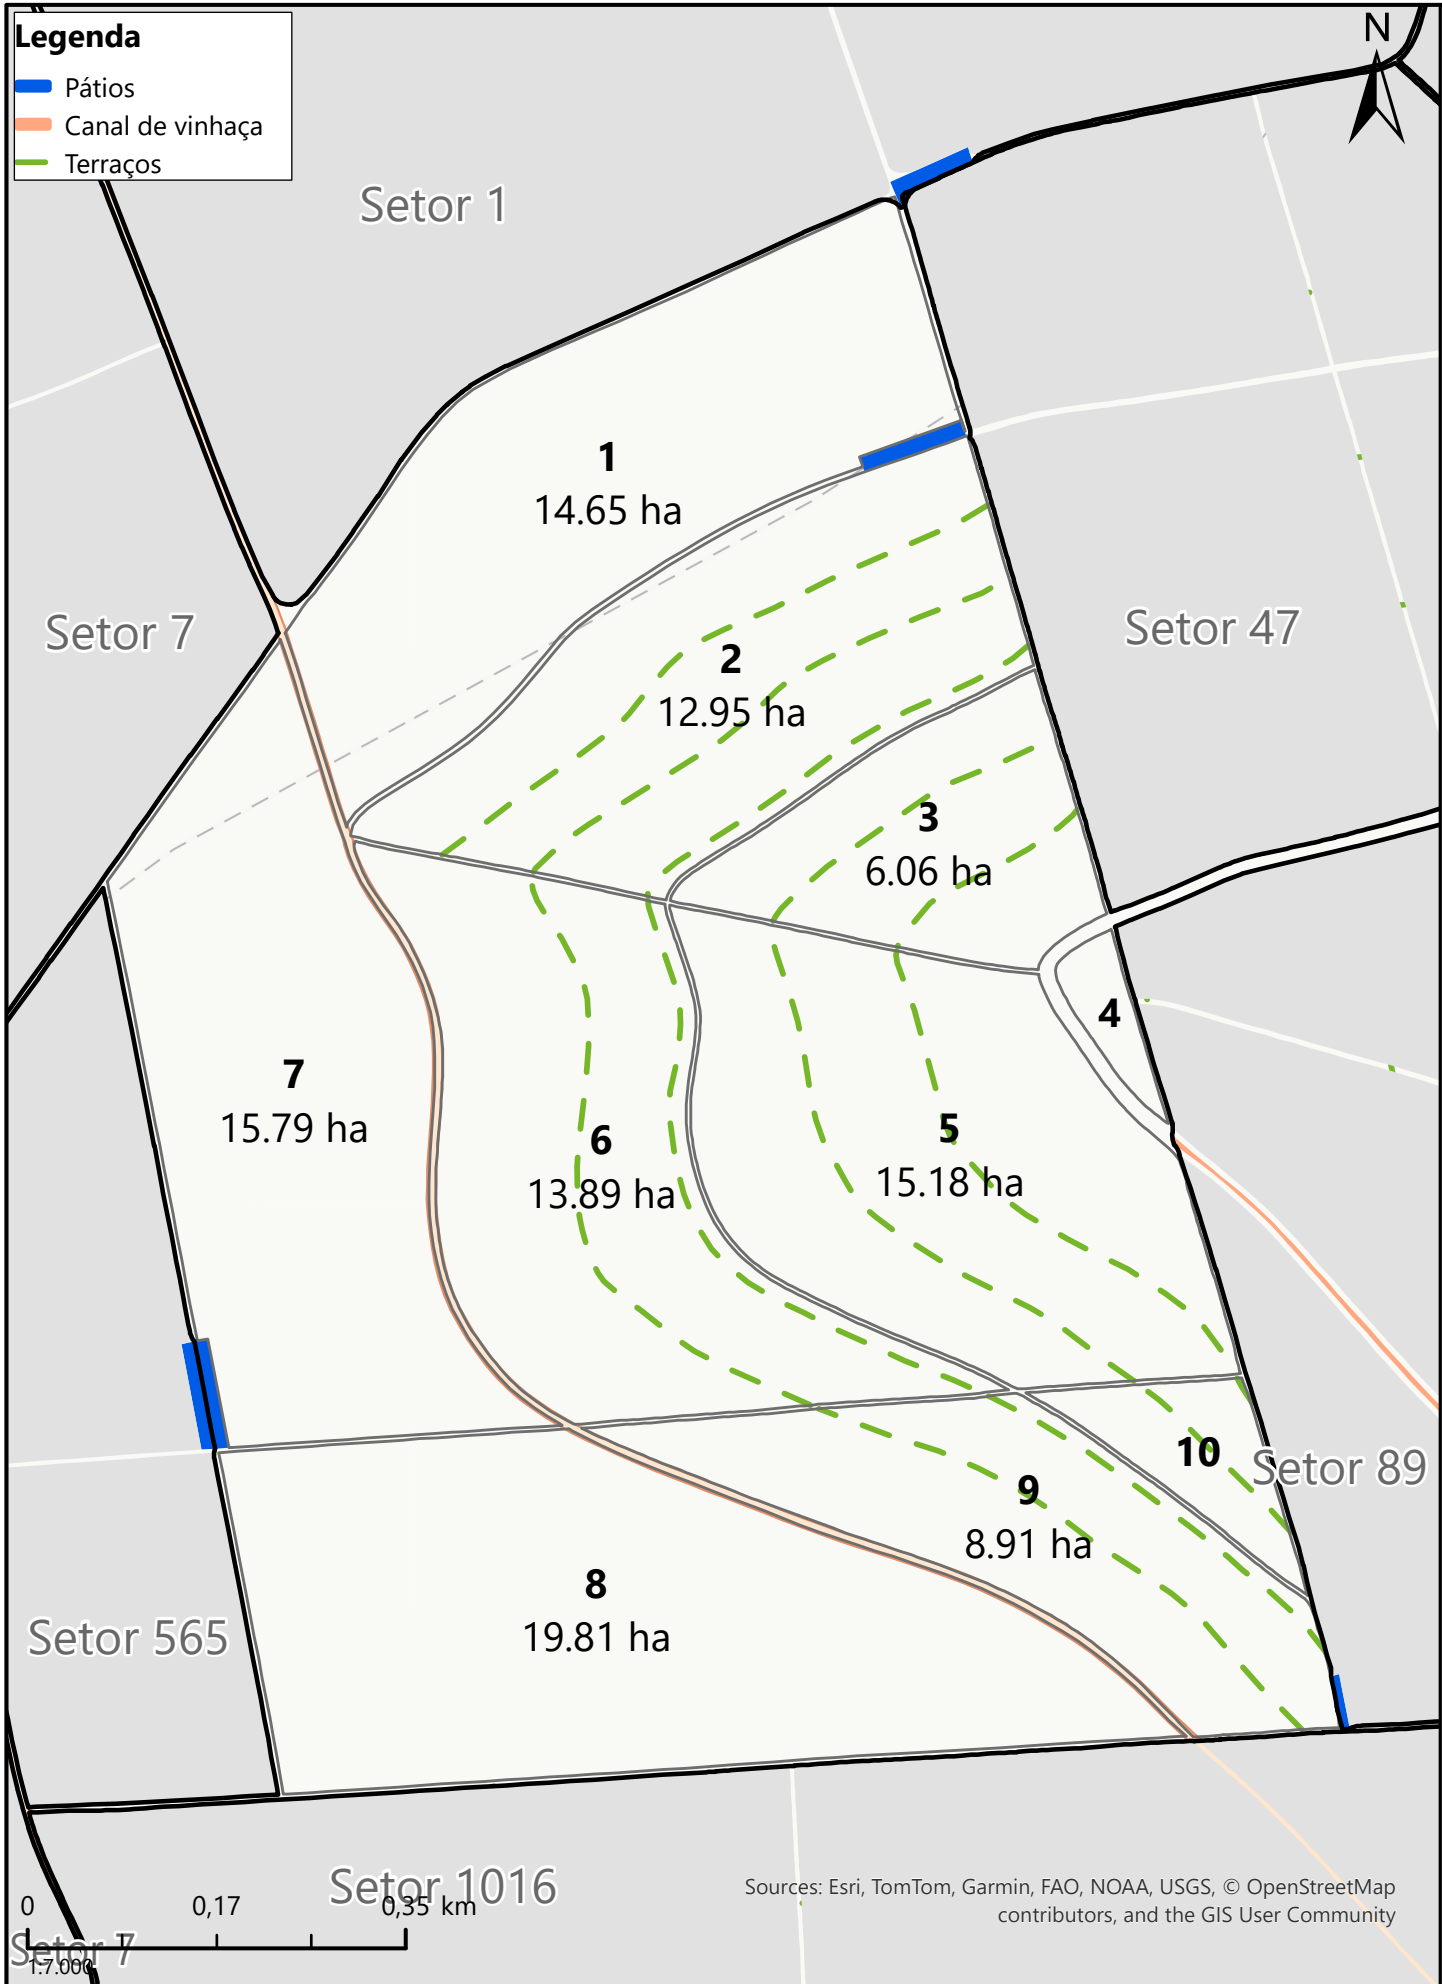 Legenda
Pátios
Canal de vinhaça
Terraços
N
Setor 1
1
14.65 ha
Setor 7
Setor 47
2
12.95 ha
3
6.06 ha
4
7
15.79 ha
6
13.89 ha
5
15.18 ha
10
Setor 89
9
8.91 ha
8
19.81 ha
Setor 565
Setor 1016
0 0,17 0,35 km
Setor 7
1:7.000
Sources: Esri, TomTom, Garmin, FAO, NOAA, USGS, © OpenStreetMap
contributors, and the GIS User Community